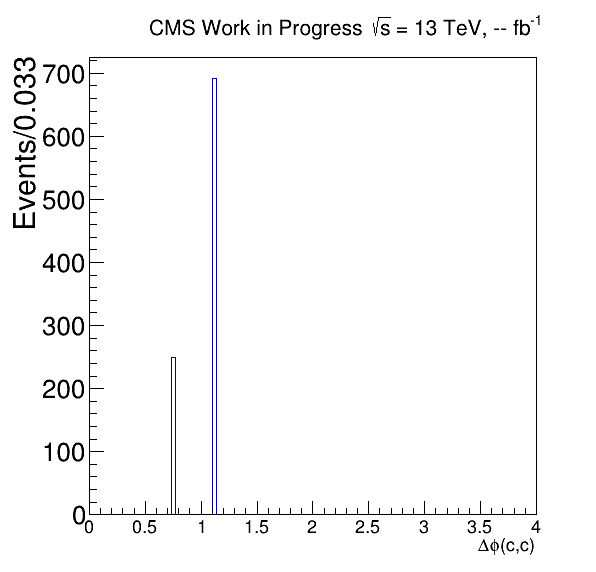 CMS Work in Progress √s = 13 TeV, -- fb⁻¹
Events/0.033
700
600
500
400
300
200
100
0
0 0.5 1 1.5 2 2.5 3 3.5 4
Δϕ(c,c)